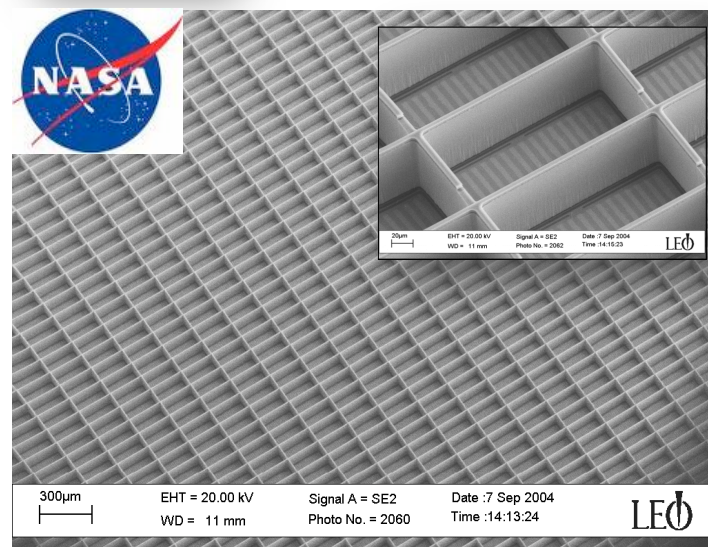 NASA
20µm
EHT = 20.00 kV
Signal A = SE2
Date :7 Sep 2004
WD = 11 mm
Photo No. = 2062
Time :14:15:23
LEO
300µm
EHT = 20.00 kV
Signal A = SE2
Date :7 Sep 2004
WD = 11 mm
Photo No. = 2060
Time :14:13:24
LEO